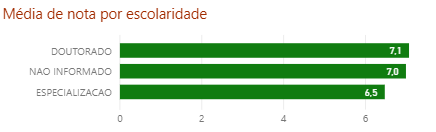 Média de nota por escolaridade
DOUTORADO 7,1
NAO INFORMADO 7,0
ESPECIALIZACAO 6,5
0 2 4 6